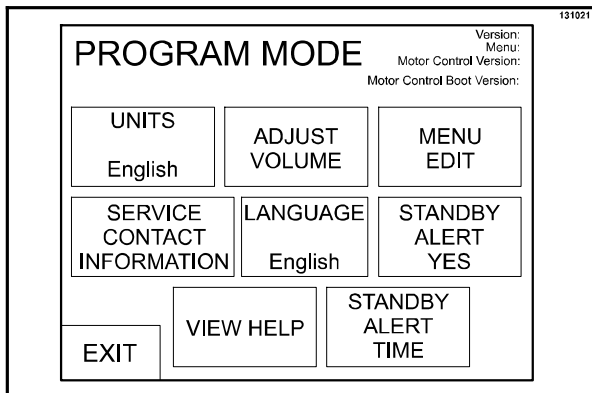 131021
PROGRAM MODE
Version:
Menu:
Motor Control Version:
Motor Control Boot Version:
UNITS
English
ADJUST
VOLUME
MENU
EDIT
SERVICE
CONTACT
INFORMATION
LANGUAGE
English
STANDBY
ALERT
YES
EXIT
VIEW HELP
STANDBY
ALERT
TIME